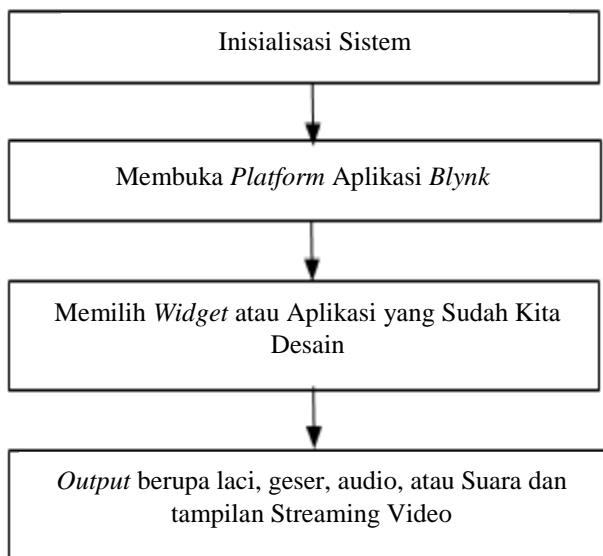 Inisialisasi Sistem
Membuka Platform Aplikasi Blynk
Memilih Widget atau Aplikasi yang Sudah Kita
Desain
Output berupa laci, geser, audio, atau Suara dan
tampilan Streaming Video